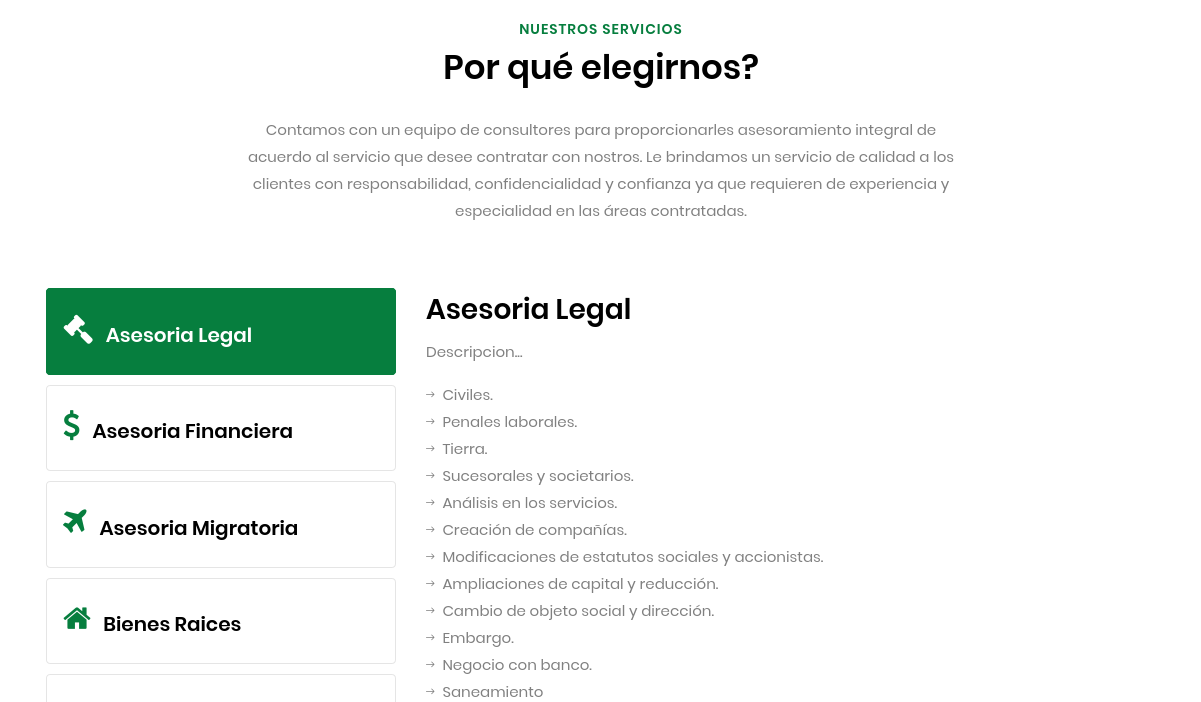 NUESTROS SERVICIOS
Por qué elegirnos?
Contamos con un equipo de consultores para proporcionarles asesoramiento integral de
acuerdo al servicio que desee contratar con nostros. Le brindamos un servicio de calidad a los
clientes con responsabilidad, confidencialidad y confianza ya que requieren de experiencia y
especialidad en las áreas contratadas.
Asesoria Legal
Asesoria Financiera
Asesoria Migratoria
Bienes Raices
Asesoria Legal
Descripcion...
→ Civiles.
→ Penales laborales.
→ Tierra.
→ Sucesorales y societarios.
→ Análisis en los servicios.
→ Creación de compañías.
→ Modificaciones de estatutos sociales y accionistas.
→ Ampliaciones de capital y reducción.
→ Cambio de objeto social y dirección.
→ Embargo.
→ Negocio con banco.
→ Saneamiento